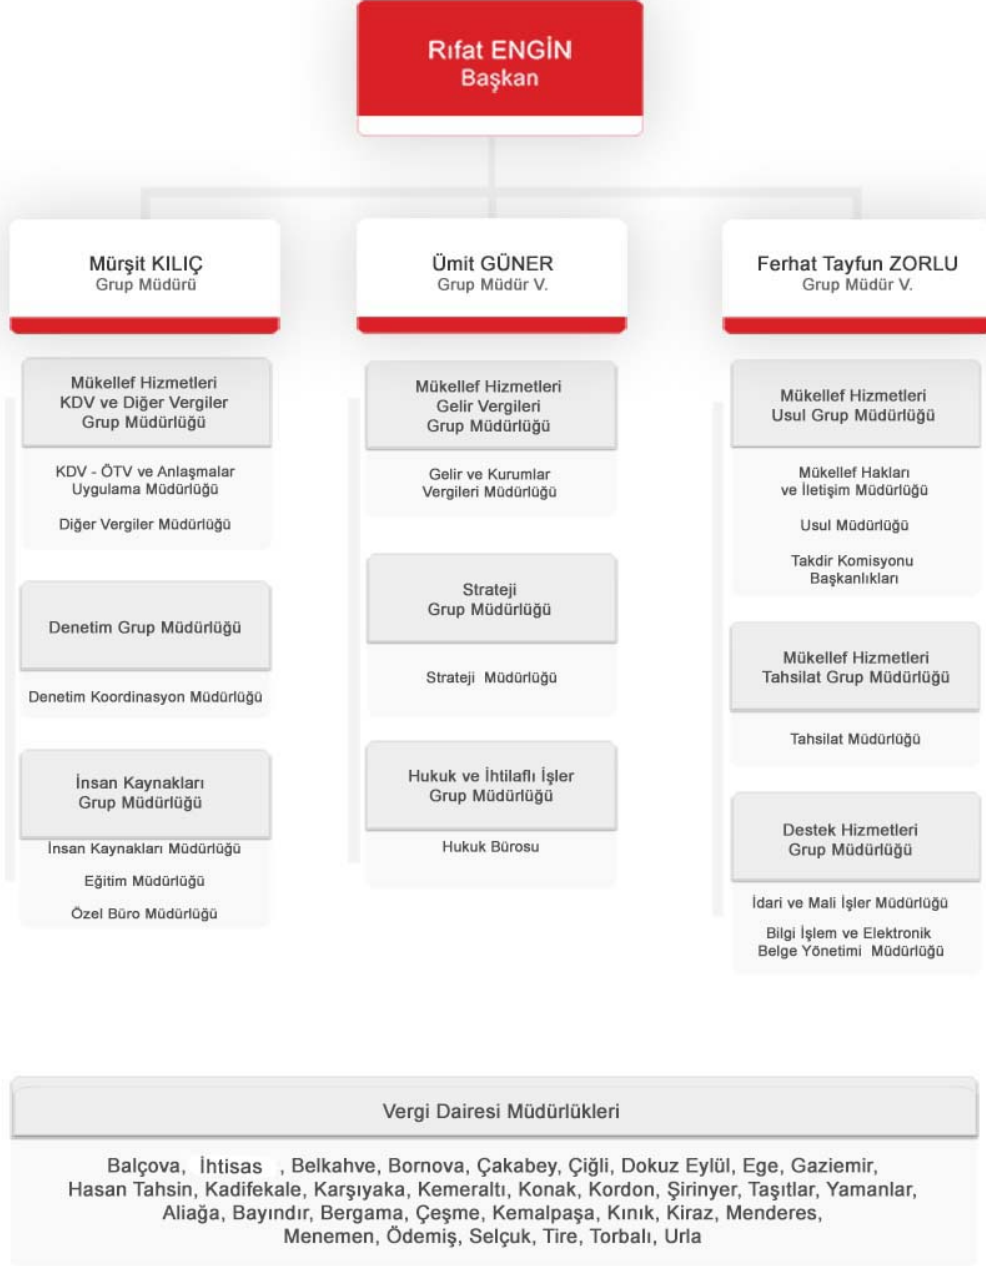 Rıfat ENGİN
Başkan
Mürşit KILIÇ
Grup Müdürü
Ümit GÜNER
Grup Müdür V.
Ferhat Tayfun ZORLU
Grup Müdür V.
Mükellef Hizmetleri
KDV ve Diğer Vergiler
Grup Müdürlüğü
KDV - ÖTV ve Anlaşmalar
Uygulama Müdürlüğü
Diğer Vergiler Müdürlüğü
Denetim Grup Müdürlüğü
Denetim Koordinasyon Müdürlüğü
İnsan Kaynakları
Grup Müdürlüğü
İnsan Kaynakları Müdürlüğü
Eğitim Müdürlüğü
Özel Büro Müdürlüğü
Mükellef Hizmetleri
Gelir Vergileri
Grup Müdürlüğü
Gelir ve Kurumlar
Vergileri Müdürlüğü
Strateji
Grup Müdürlüğü
Strateji Müdürlüğü
Hukuk ve İhtilaflı İşler
Grup Müdürlüğü
Hukuk Bürosu
Mükellef Hizmetleri
Usul Grup Müdürlüğü
Mükellef Hakları
ve İletişim Müdürlüğü
Usul Müdürlüğü
Takdir Komisyonu
Başkanlıkları
Mükellef Hizmetleri
Tahsilat Grup Müdürlüğü
Tahsilat Müdürlüğü
Destek Hizmetleri
Grup Müdürlüğü
İdari ve Mali İşler Müdürlüğü
Bilgi İşlem ve Elektronik
Belge Yönetimi Müdürlüğü
Vergi Dairesi Müdürlükleri
Balçova, İhtisas , Belkahve, Bornova, Çakabey, Çiğli, Dokuz Eylül, Ege, Gaziemir,
Hasan Tahsin, Kadifekale, Karşıyaka, Kemeraltı, Konak, Kordon, Şirinyer, Taşıtlar, Yamanlar,
Aliağa, Bayındır, Bergama, Çeşme, Kemalpaşa, Kınık, Kiraz, Menderes,
Menemen, Ödemiş, Selçuk, Tire, Torbalı, Urla